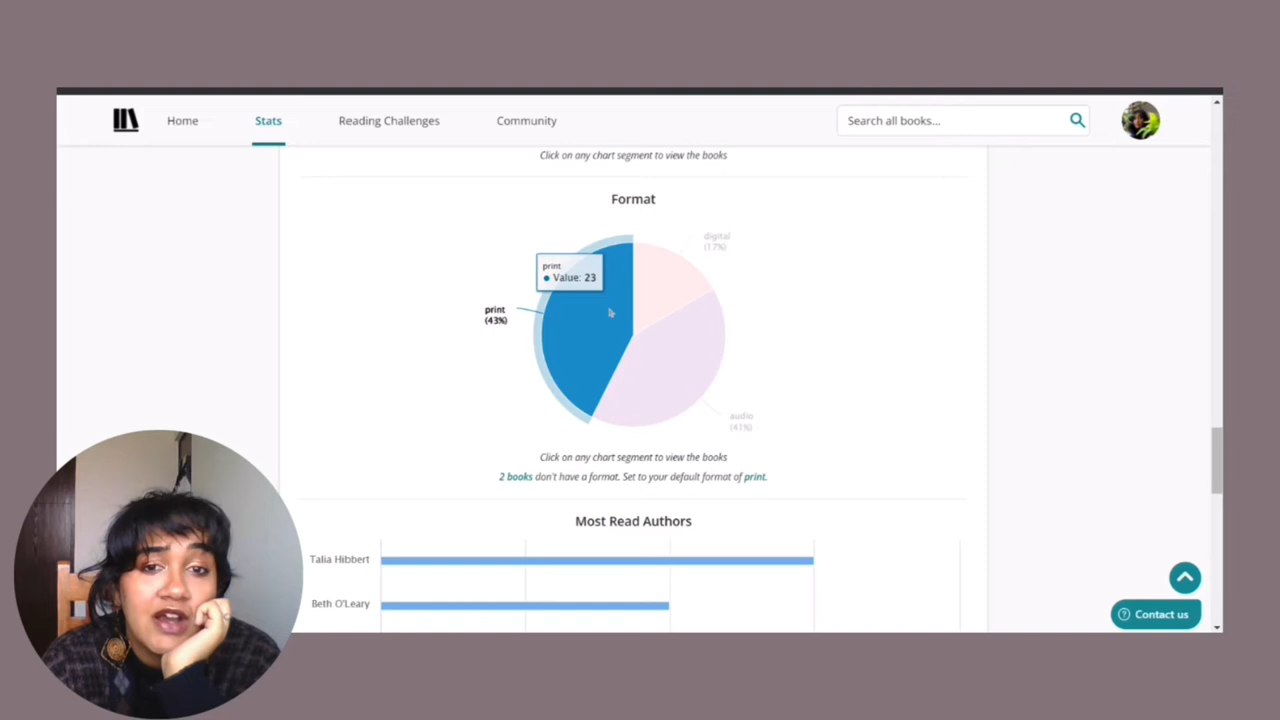 Home
Stats
Reading Challenges
Community
Search all books...
Click on any chart segment to view the books
Format
digital
(17%)
print
Value: 23
print
(43%)
audio
(41%)
Click on any chart segment to view the books
2 books don't have a format. Set to your default format of print.
Most Read Authors
Talia Hibbert
Beth O'Leary
Contact us